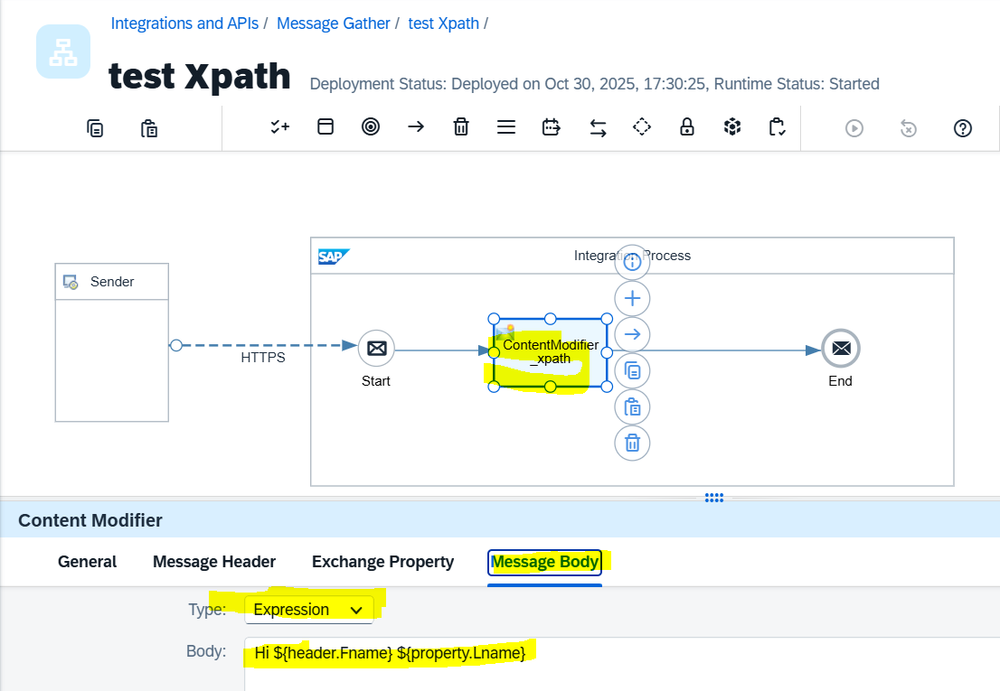 Integrations and APIs / Message Gather / test Xpath /
test Xpath Deployment Status: Deployed on Oct 30, 2025, 17:30:25, Runtime Status: Started
SAP Integration Process
Sender
HTTPS
Start
ContentModifier
_xpath
End
Content Modifier
General Message Header Exchange Property Message Body
Type: Expression
Body: Hi ${header.Fname} ${property.Lname}